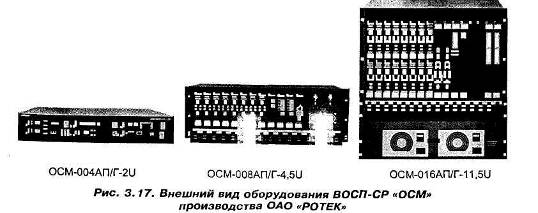 ОСМ-004АП/Г-2U
ОСМ-008АП/Г-4,5U
ОСМ-016АП/Г-11,5U
Рис. 3.17. Внешний вид оборудования ВОСП-СР «ОСМ»
производства ОАО «РОТЕК»